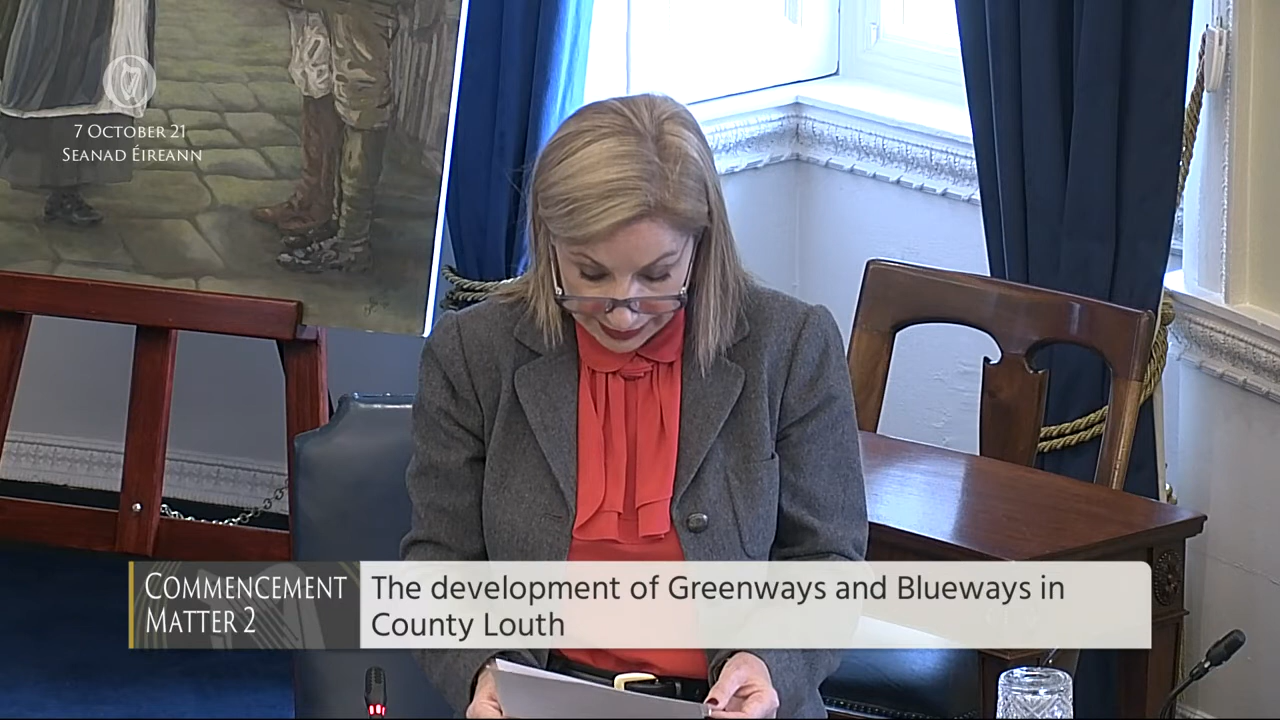 7 October 21
Seanad Éireann
Commencement
Matter 2
The development of Greenways and Blueways in
County Louth